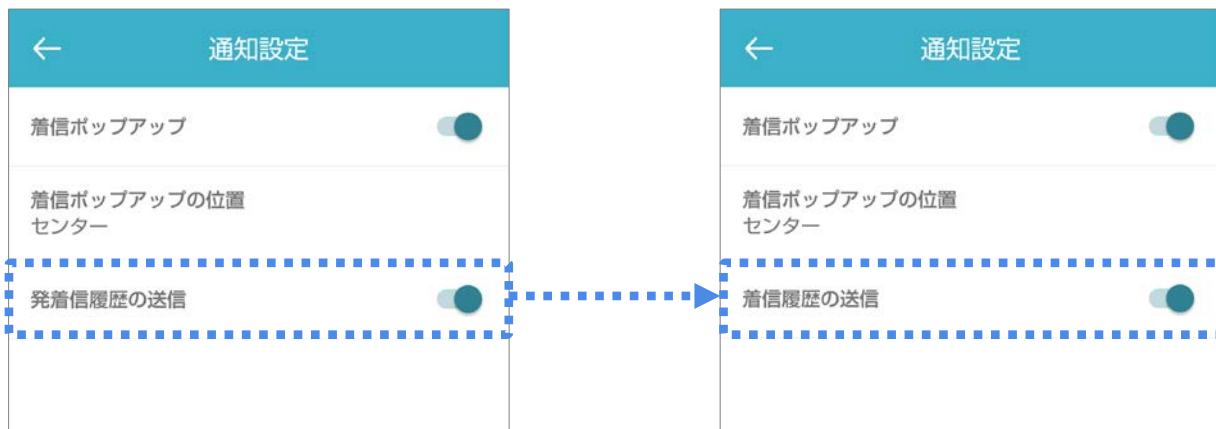 通知設定
着信ポップアップ
着信ポップアップの位置
センター
発着信履歴の送信
通知設定
着信ポップアップ
着信ポップアップの位置
センター
着信履歴の送信